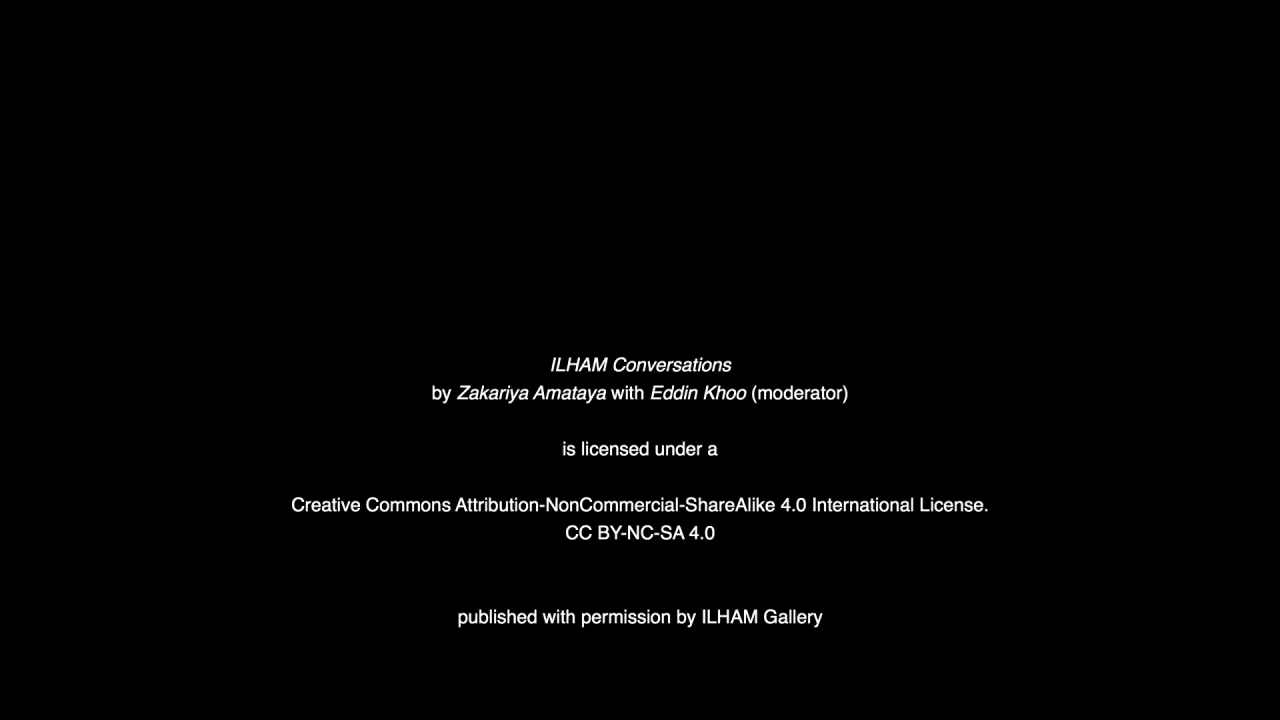 ILHAM Conversations
by Zakariya Amataya with Eddin Khoo (moderator)
is licensed under a
Creative Commons Attribution-NonCommercial-ShareAlike 4.0 International License.
CC BY-NC-SA 4.0
published with permission by ILHAM Gallery